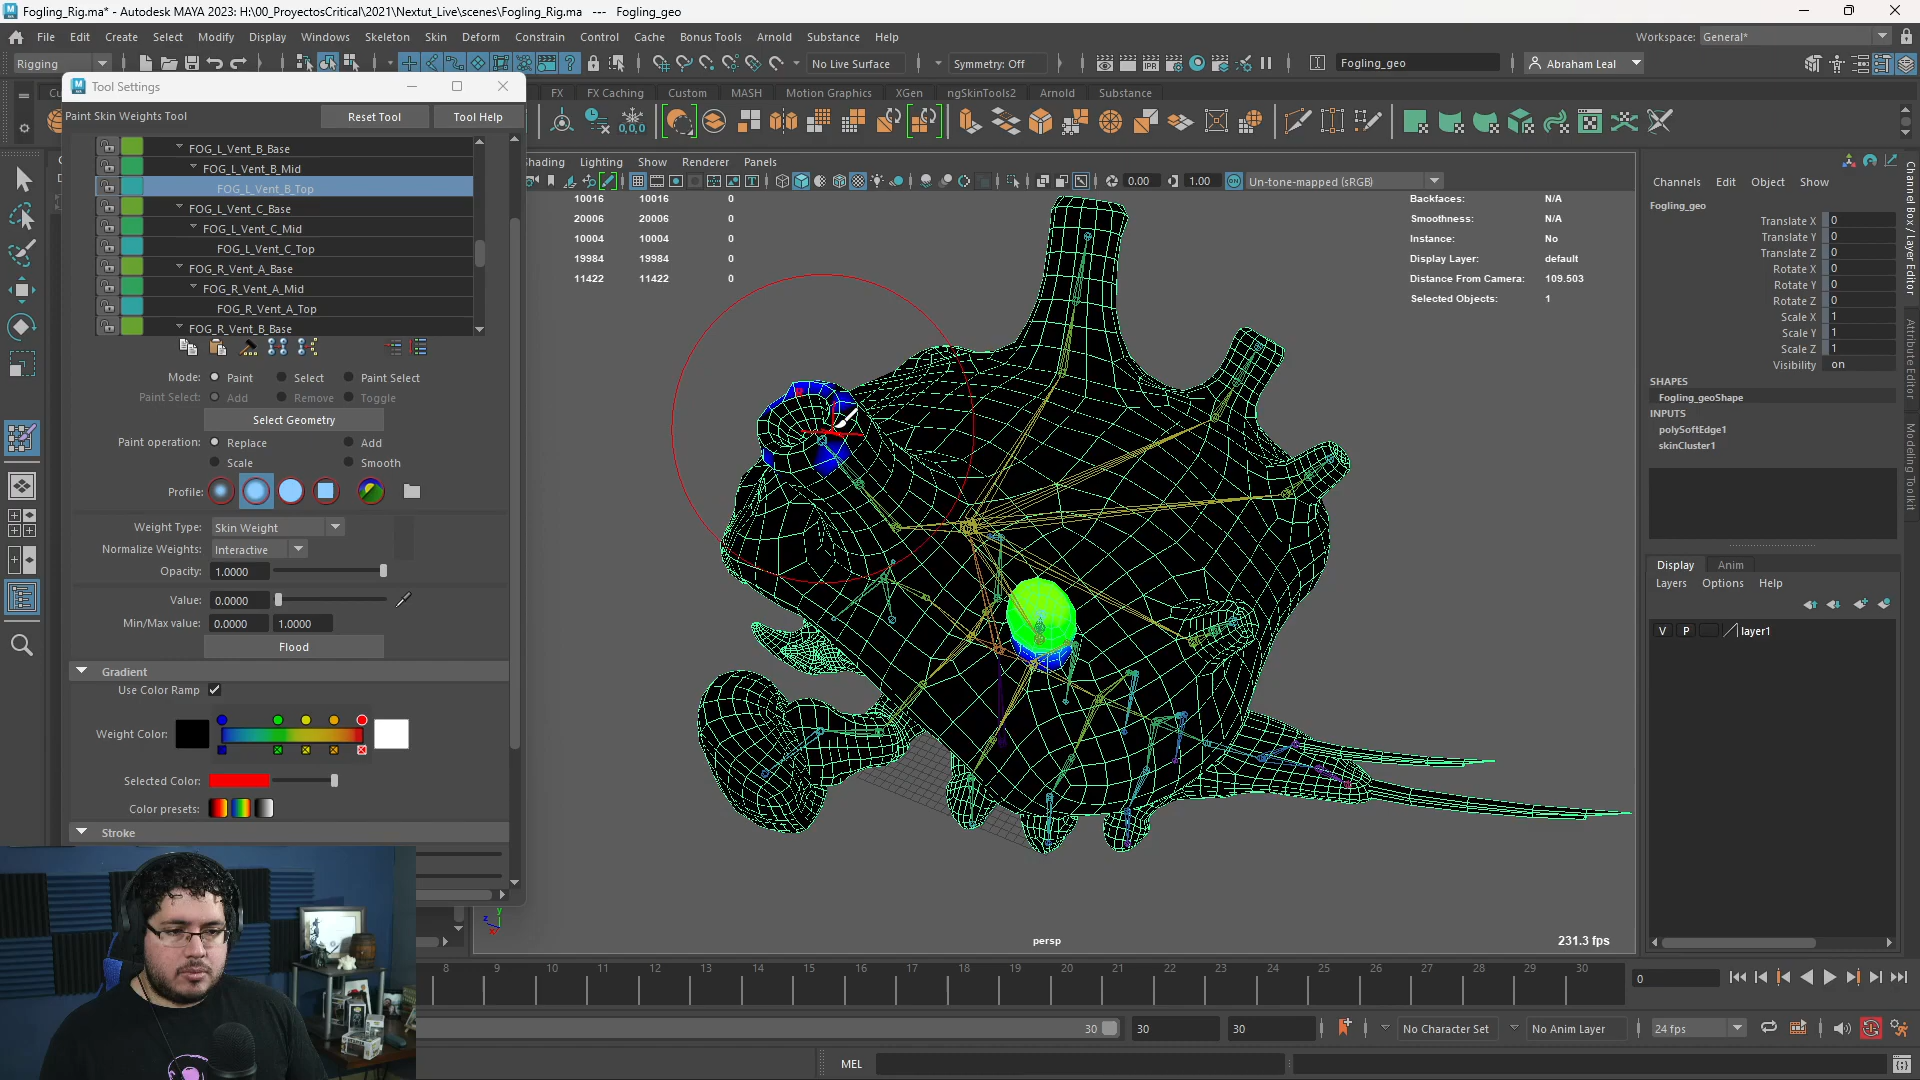 Fogling_Rig.ma* - Autodesk MAYA 2023: H:\00_ProyectosCritical\2021\Nextut_Live\scenes\Fogling_Rig.ma --- Fogling_geo
File Edit Create Select Modify Display Windows Skeleton Skin Deform Constrain Control Cache Bonus Tools Arnold Substance Help
Workspace: General*
Rigging
No Live Surface
Symmetry: Off
Fogling_geo
Abraham Leal
Tool Settings
FX FX Caching Custom MASH Motion Graphics XGen ngSkinTools2 Arnold Substance
Paint Skin Weights Tool
Reset Tool
Tool Help
FOG_L_Vent_B_Base
FOG_L_Vent_B_Mid
FOG_L_Vent_B_Top
FOG_L_Vent_C_Base
FOG_L_Vent_C_Mid
FOG_L_Vent_C_Top
FOG_R_Vent_A_Base
FOG_R_Vent_A_Mid
FOG_R_Vent_A_Top
FOG_R_Vent_B_Base
Mode: Paint Select Paint Select
Paint Select: Add Remove Toggle
Select Geometry
Paint operation: Replace Add
Scale Smooth
Profile:
Weight Type: Skin Weight
Normalize Weights: Interactive
Opacity: 1.0000
Value: 0.0000
Min/Max value: 0.0000 1.0000
Flood
Gradient
Use Color Ramp
Weight Color:
Selected Color:
Color presets:
Stroke
Lighting Show Renderer Panels
0.00 1.00 Un-tone-mapped (sRGB)
10016 10016 0
20006 20006 0
10004 10004 0
19984 19984 0
11422 11422 0
Backfaces: N/A
Smoothness: N/A
Instance: No
Display Layer: default
Distance From Camera: 109.503
Selected Objects: 1
persp
231.3 fps
Channels Edit Object Show
Fogling_geo
Translate X 0
Translate Y 0
Translate Z 0
Rotate X 0
Rotate Y 0
Rotate Z 0
Scale X 1
Scale Y 1
Scale Z 1
Visibility on
SHAPES
Fogling_geoShape
INPUTS
polySoftEdge1
skinCluster1
Display Anim
Layers Options Help
V P layer1
Channel Box / Layer Editor
Attribute Editor
Modeling Toolkit
8 9 10 11 12 13 14 15 16 17 18 19 20 21 22 23 24 25 26 27 28 29 30
0
30 30 30
No Character Set
No Anim Layer
24 fps
MEL